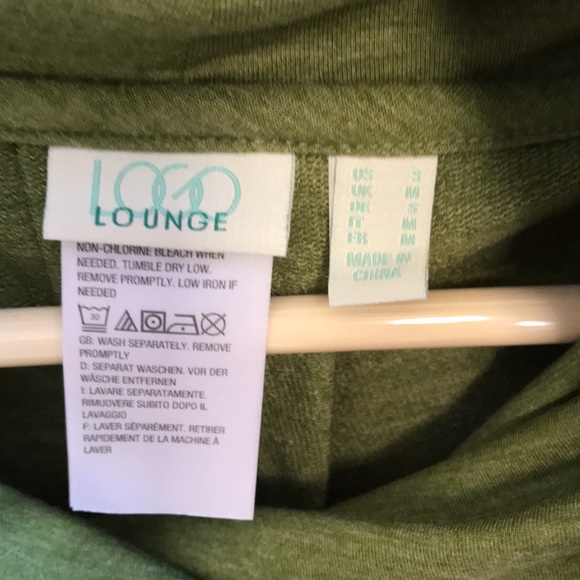 LOGO
LOUNGE
NON-CHLORINE BLEACH WHEN
NEEDED. TUMBLE DRY LOW.
REMOVE PROMPTLY. LOW IRON IF
NEEDED
30
GB: WASH SEPARATELY. REMOVE
PROMPTLY
D: SEPARAT WASCHEN. VOR DER
WÄSCHE ENTFERNEN
I: LAVARE SEPARATAMENTE.
RIMUOVERE SUBITO DOPO IL
LAVAGGIO
F: LAVER SÉPARÉMENT. RETIRER
RAPIDEMENT DE LA MACHINE À
LAVER
US S
UK M
DE S
IT M
FR M
MADE IN
CHINA